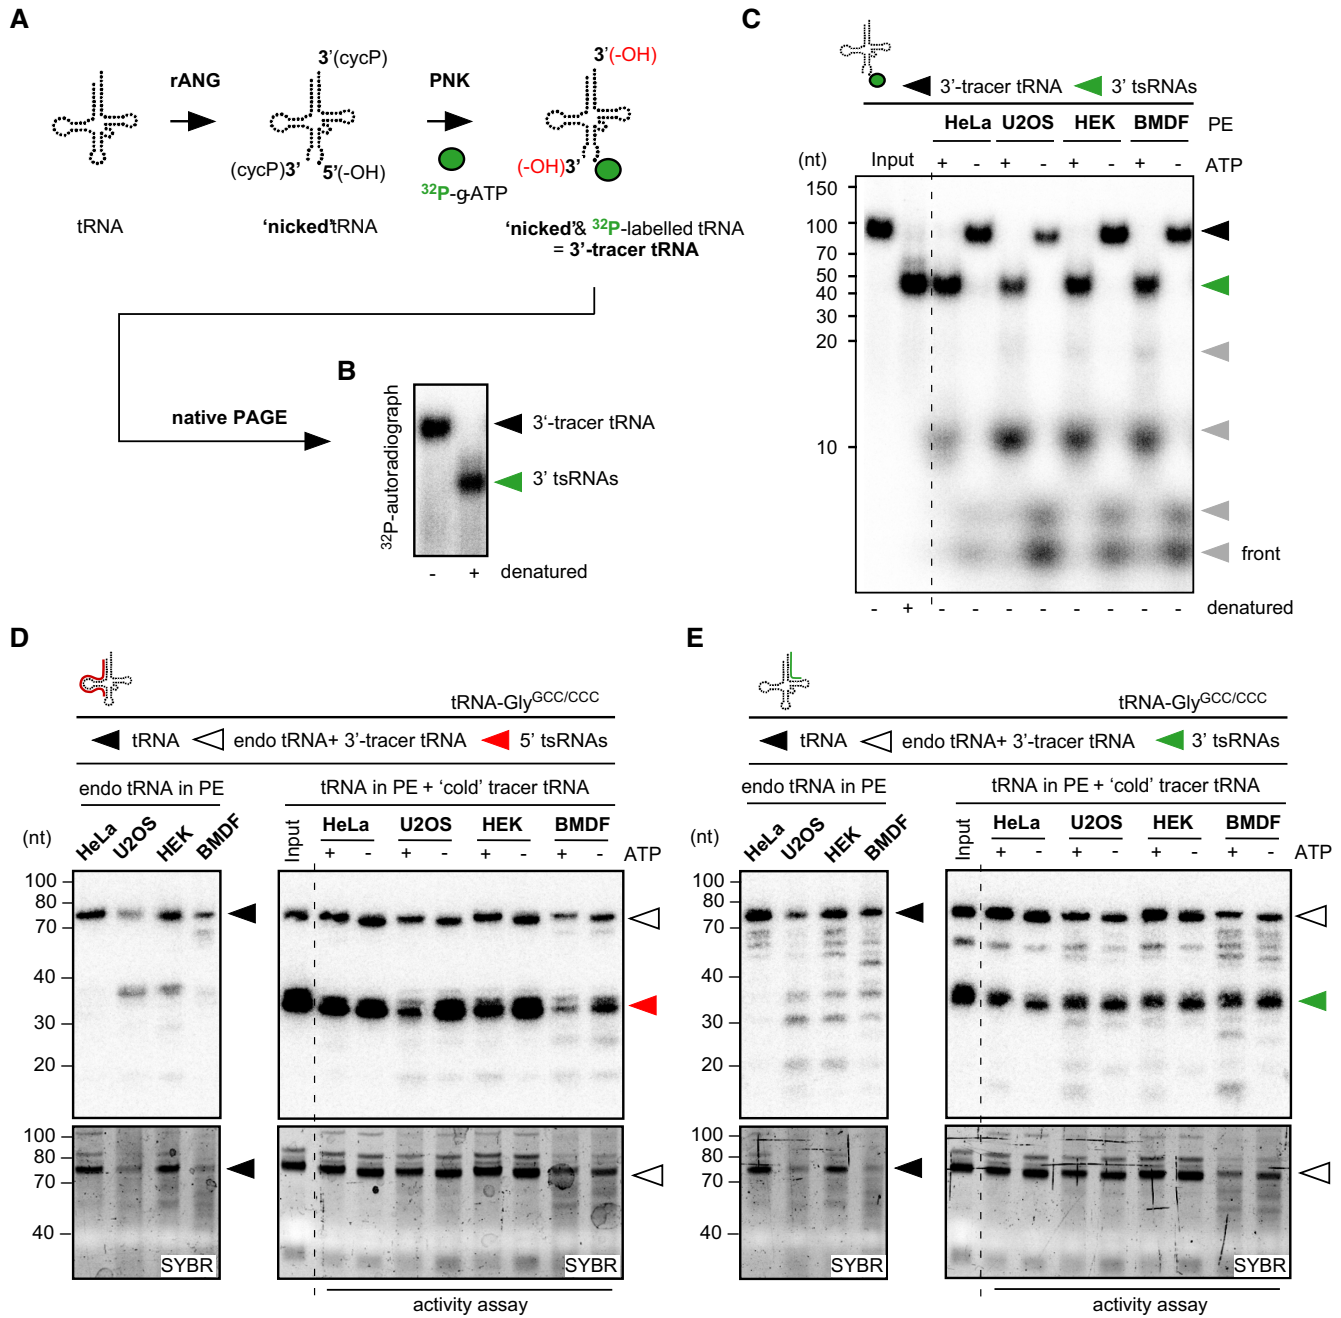 A
rANG
PNK
3'(cycP)
3'(-OH)
(cycP)3' 5'(-OH)
(-OH)3'
32P-g-ATP
tRNA
'nicked' tRNA
'nicked'& 32P-labelled tRNA
= 3'-tracer tRNA
native PAGE
B
32P-autoradiograph
3'-tracer tRNA
3' tsRNAs
- + denatured
C
3'-tracer tRNA 3' tsRNAs
HeLa U2OS HEK BMDF PE
(nt) Input + - + - + - + - ATP
150
100
70
50
40
30
20
10
front
- + - - - - - - - - denatured
D
tRNA-GlyGCC/CCC
tRNA endo tRNA+ 3'-tracer tRNA 5' tsRNAs
endo tRNA in PE tRNA in PE + 'cold' tracer tRNA
(nt) HeLa U2OS HEK BMDF Input HeLa U2OS HEK BMDF
+ - + - + - + - ATP
100
80
70
40
30
20
100
80
70
40
SYBR SYBR
activity assay
E
tRNA-GlyGCC/CCC
tRNA endo tRNA+ 3'-tracer tRNA 3' tsRNAs
endo tRNA in PE tRNA in PE + 'cold' tracer tRNA
(nt) HeLa U2OS HEK BMDF Input HeLa U2OS HEK BMDF
+ - + - + - + - ATP
100
80
70
40
30
20
100
80
70
40
SYBR SYBR
activity assay